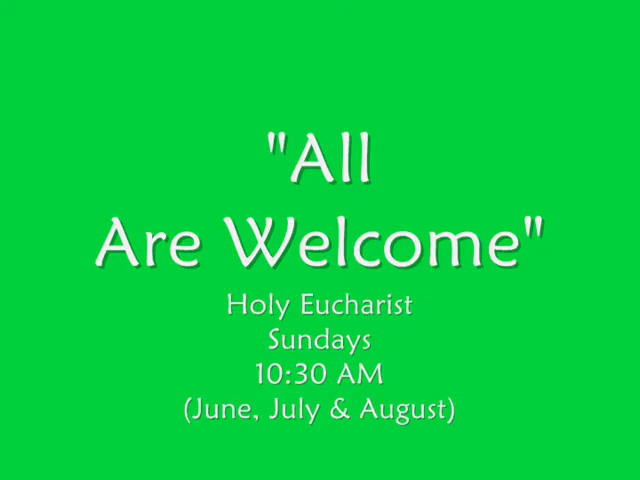 "All
Are Welcome"
Holy Eucharist
Sundays
10:30 AM
(June, July & August)